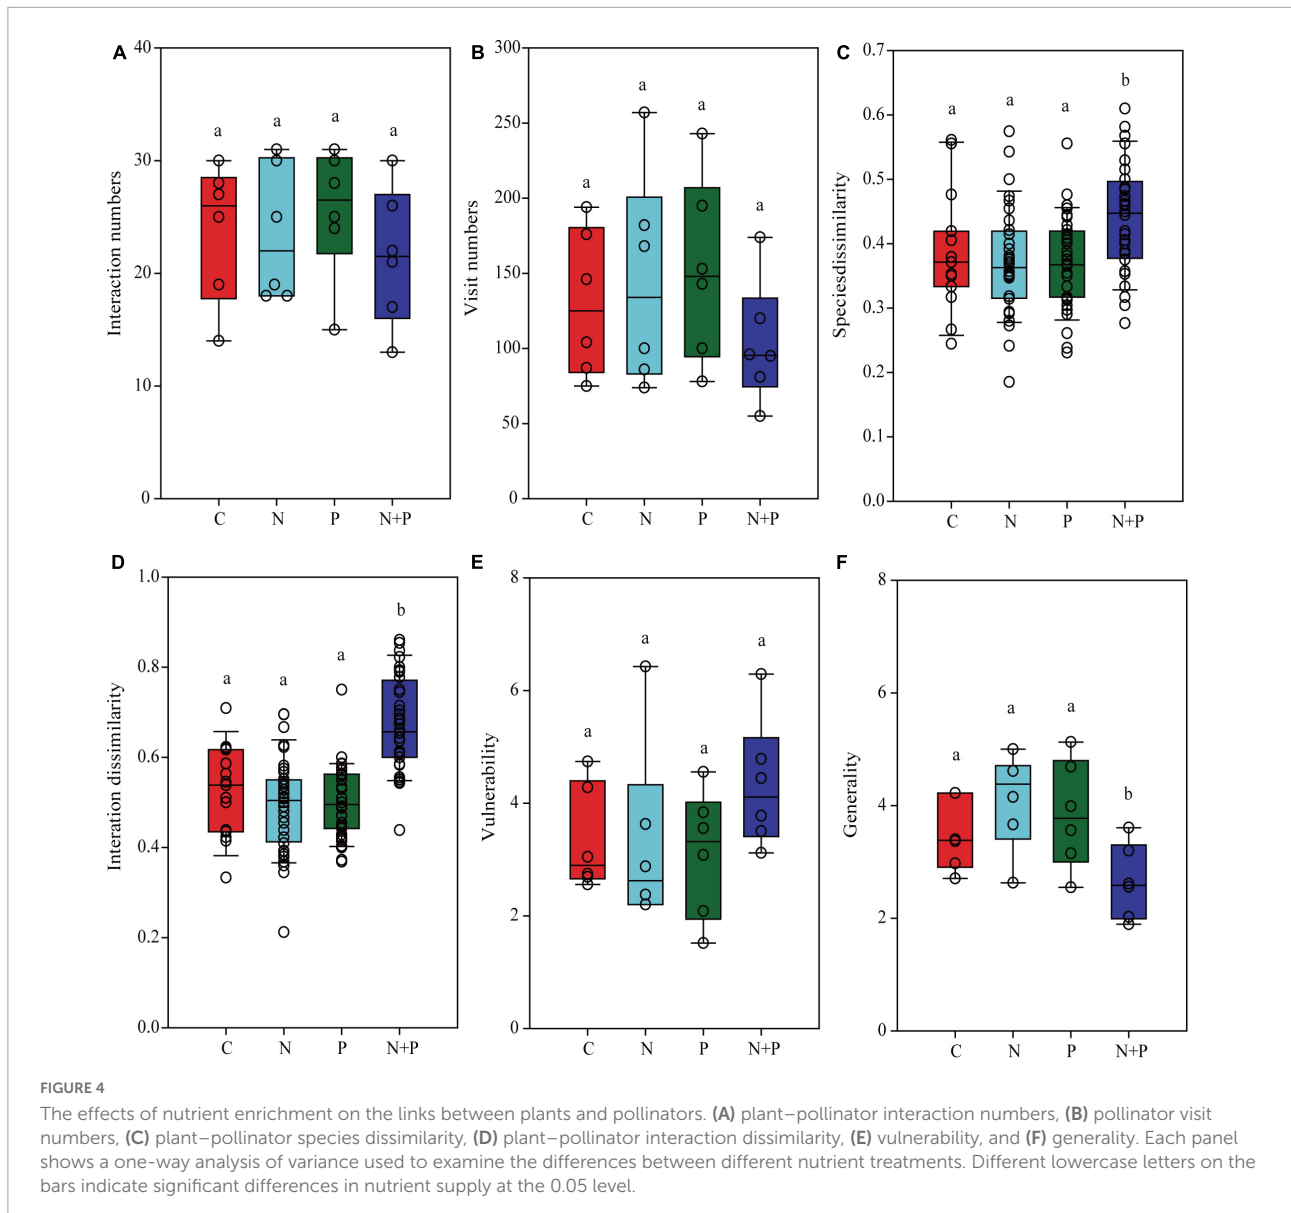 A
40
30
20
10
0
Interaction numbers
a a a a
C N P N+P
B
300
250
200
150
100
50
0
Visit numbers
a a a a
C N P N+P
C
0.7
0.6
0.5
0.4
0.3
0.2
0.1
0.0
Speciesdissimilarity
a a a b
C N P N+P
D
1.0
0.8
0.6
0.4
0.2
0.0
Interation dissimilarity
a a a b
C N P N+P
E
8
6
4
2
0
Vulnerability
a a a a
C N P N+P
F
8
6
4
2
0
Generality
a a a b
C N P N+P
FIGURE 4
The effects of nutrient enrichment on the links between plants and pollinators. (A) plant–pollinator interaction numbers, (B) pollinator visit
numbers, (C) plant–pollinator species dissimilarity, (D) plant–pollinator interaction dissimilarity, (E) vulnerability, and (F) generality. Each panel
shows a one-way analysis of variance used to examine the differences between different nutrient treatments. Different lowercase letters on the
bars indicate significant differences in nutrient supply at the 0.05 level.